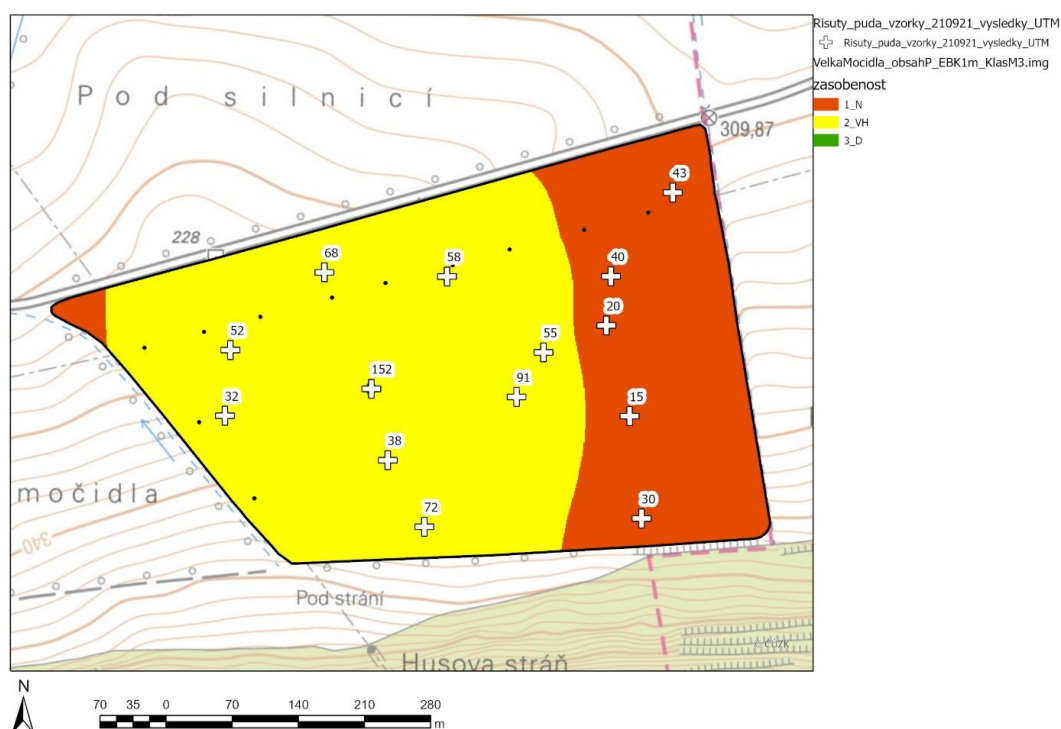 Risuty_puda_vzorky_210921_vysledky_UTM
Risuty_puda_vzorky_210921_vysledky_UTM
VelkaMocidla_obsahP_EBK1m_KlasM3.img
zasobenost
1_N
2_VH
3_D
Pod silnicí
309,87
43
228
68
58
40
20
52
55
152
91
32
15
38
močidla
72
30
340
Pod strání
© ČÚZK
Husova stráň
N
70 35 0 70 140 210 280
m